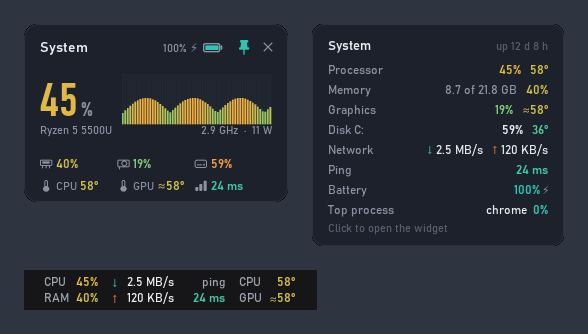 System 100%
45 %
Ryzen 5 5500U 2.9 GHz · 11 W
40% 19% 59%
CPU 58° GPU ≈58° 24 ms
System up 12 d 8 h
Processor 45% 58°
Memory 8.7 of 21.8 GB 40%
Graphics 19% ≈58°
Disk C: 59% 36°
Network ↓ 2.5 MB/s ↑ 120 KB/s
Ping 24 ms
Battery 100% ⚡
Top process chrome 0%
Click to open the widget
CPU 45% ↓ 2.5 MB/s ping CPU 58°
RAM 40% ↑ 120 KB/s 24 ms GPU ≈58°